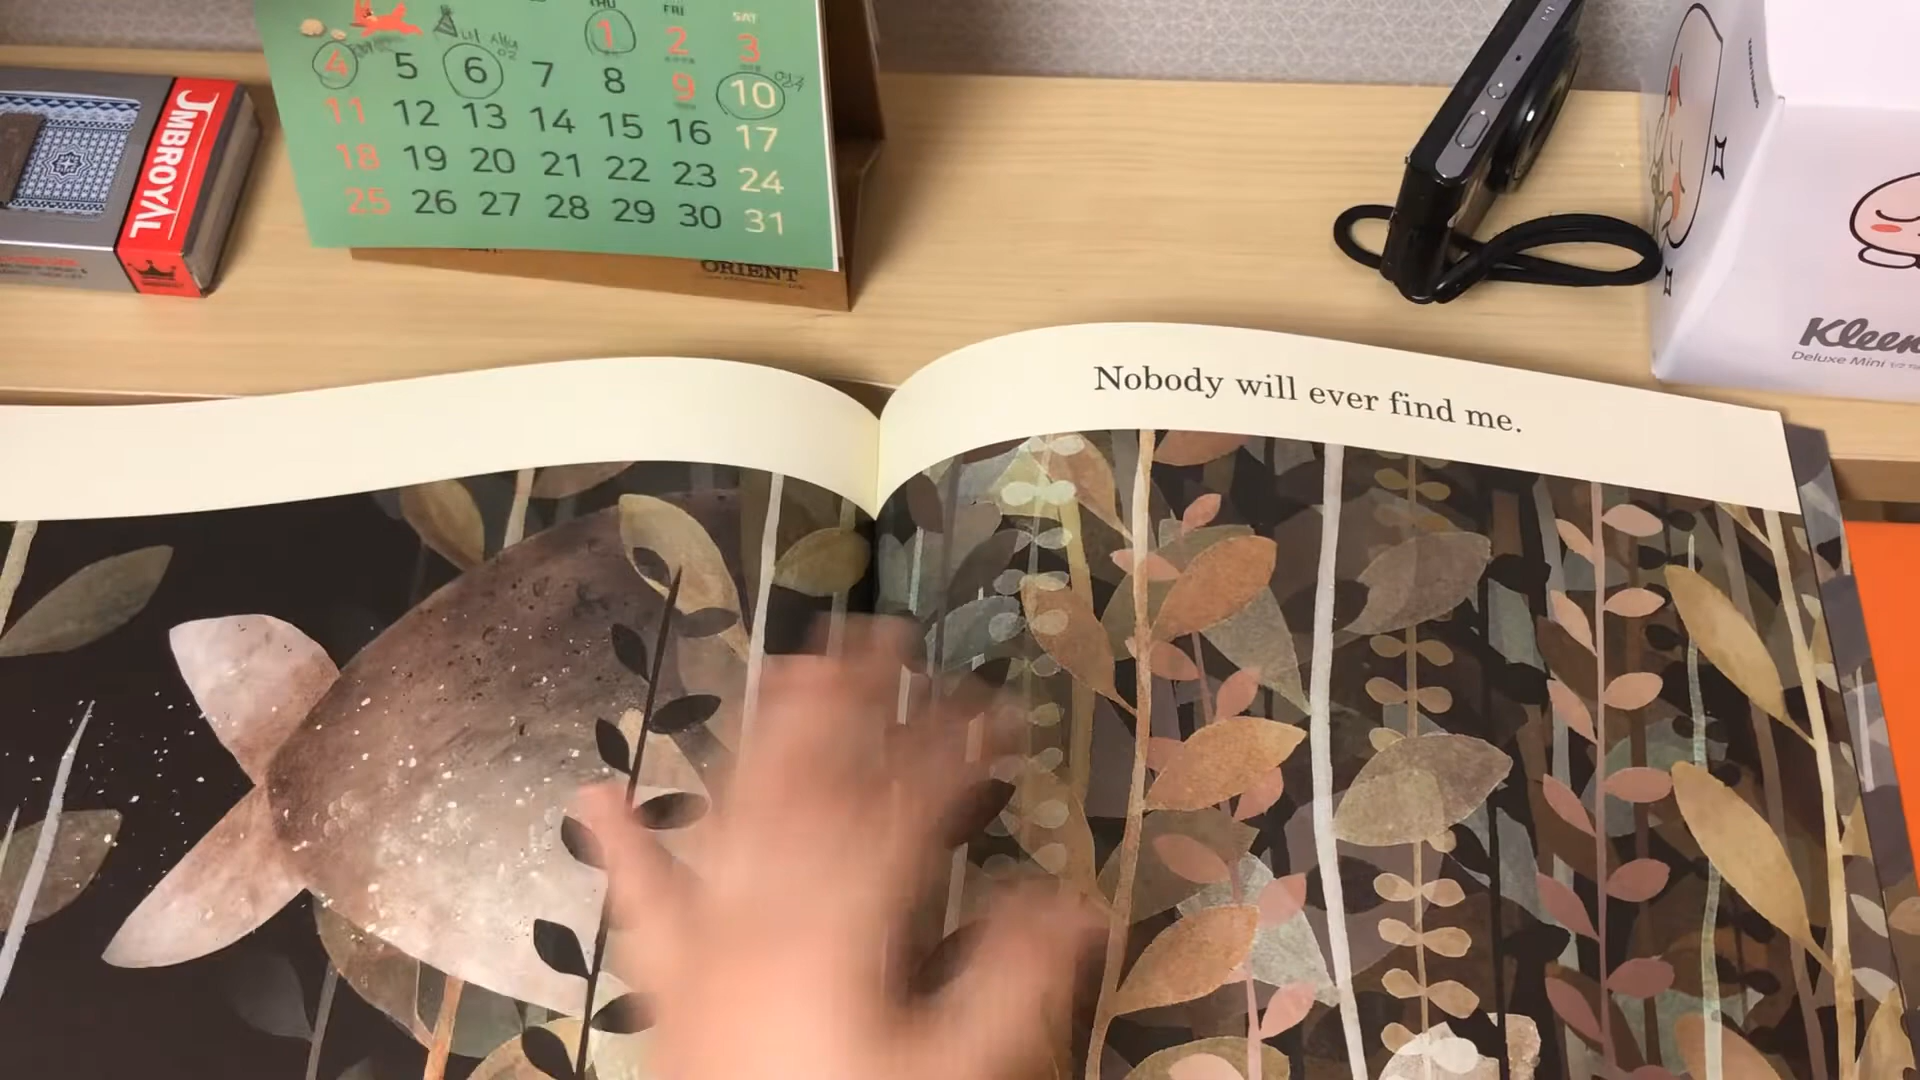 THU FRI SAT
1 2 3
4 5 6 7 8 9 10
11 12 13 14 15 16 17
18 19 20 21 22 23 24
25 26 27 28 29 30 31
ORIENT
JMBROYAL
Kleen
Deluxe Mini
Nobody will ever find me.